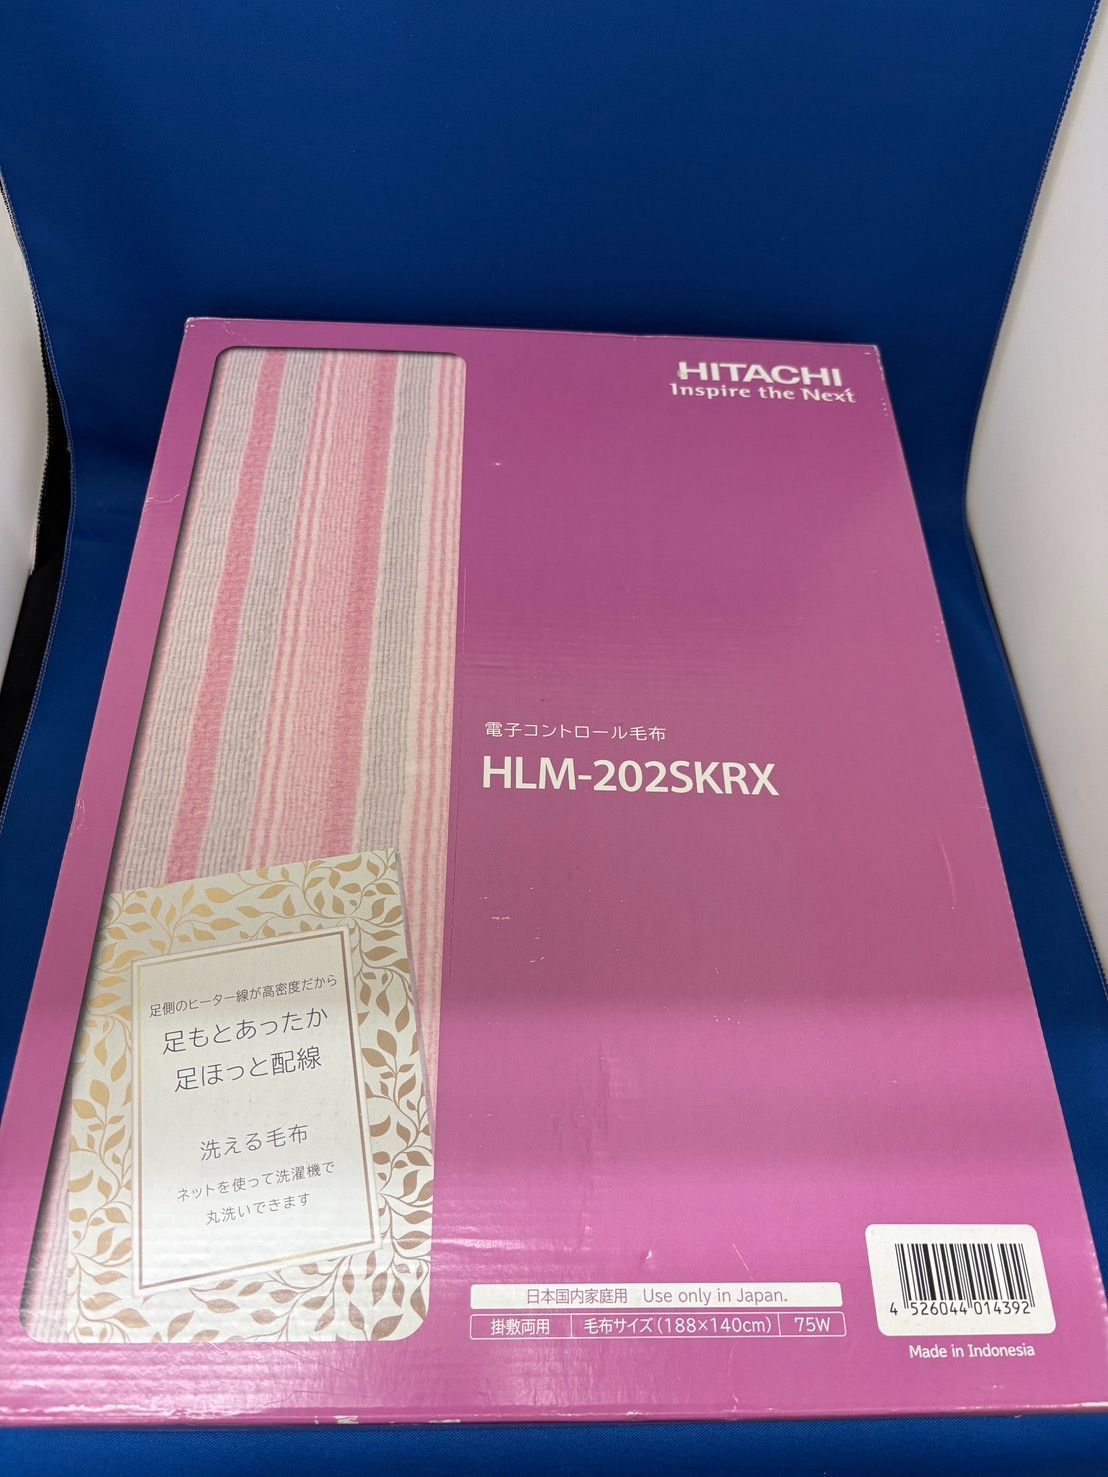 HITACHI
Inspire the Next
電子コントロール毛布
HLM-202SKRX
足側のヒーター線が高密度だから
足もとあったか
足ほっと配線
洗える毛布
ネットを使って洗濯機で
丸洗いできます
日本国内家庭用 Use only in Japan.
掛敷両用 毛布サイズ(188×140cm) 75W
4 526044 014392
Made in Indonesia